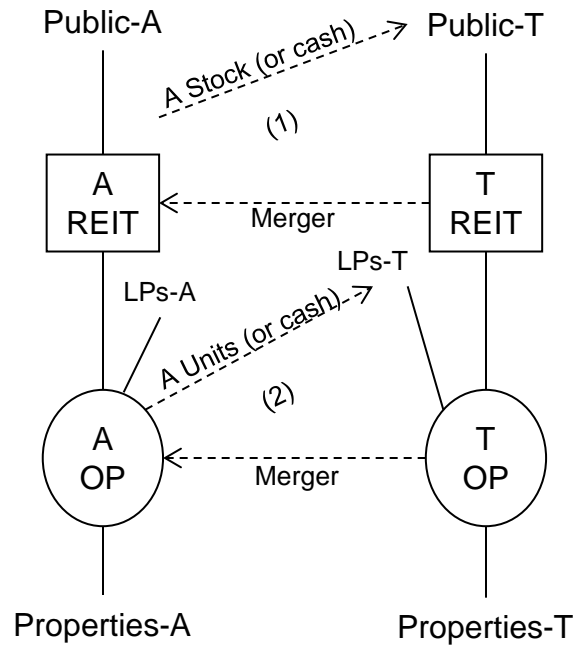 Public-A
Public-T
A Stock (or cash)
(1)
A
REIT
T
REIT
Merger
LPs-A
LPs-T
A Units (or cash)
(2)
A
OP
T
OP
Merger
Properties-A
Properties-T